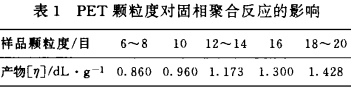 表 1 PET 颗粒度对固相聚合反应的影响
样品颗粒度/目 6～8 10 12～14 16 18～20
产物[η]/dL·g⁻¹ 0.860 0.960 1.173 1.300 1.428